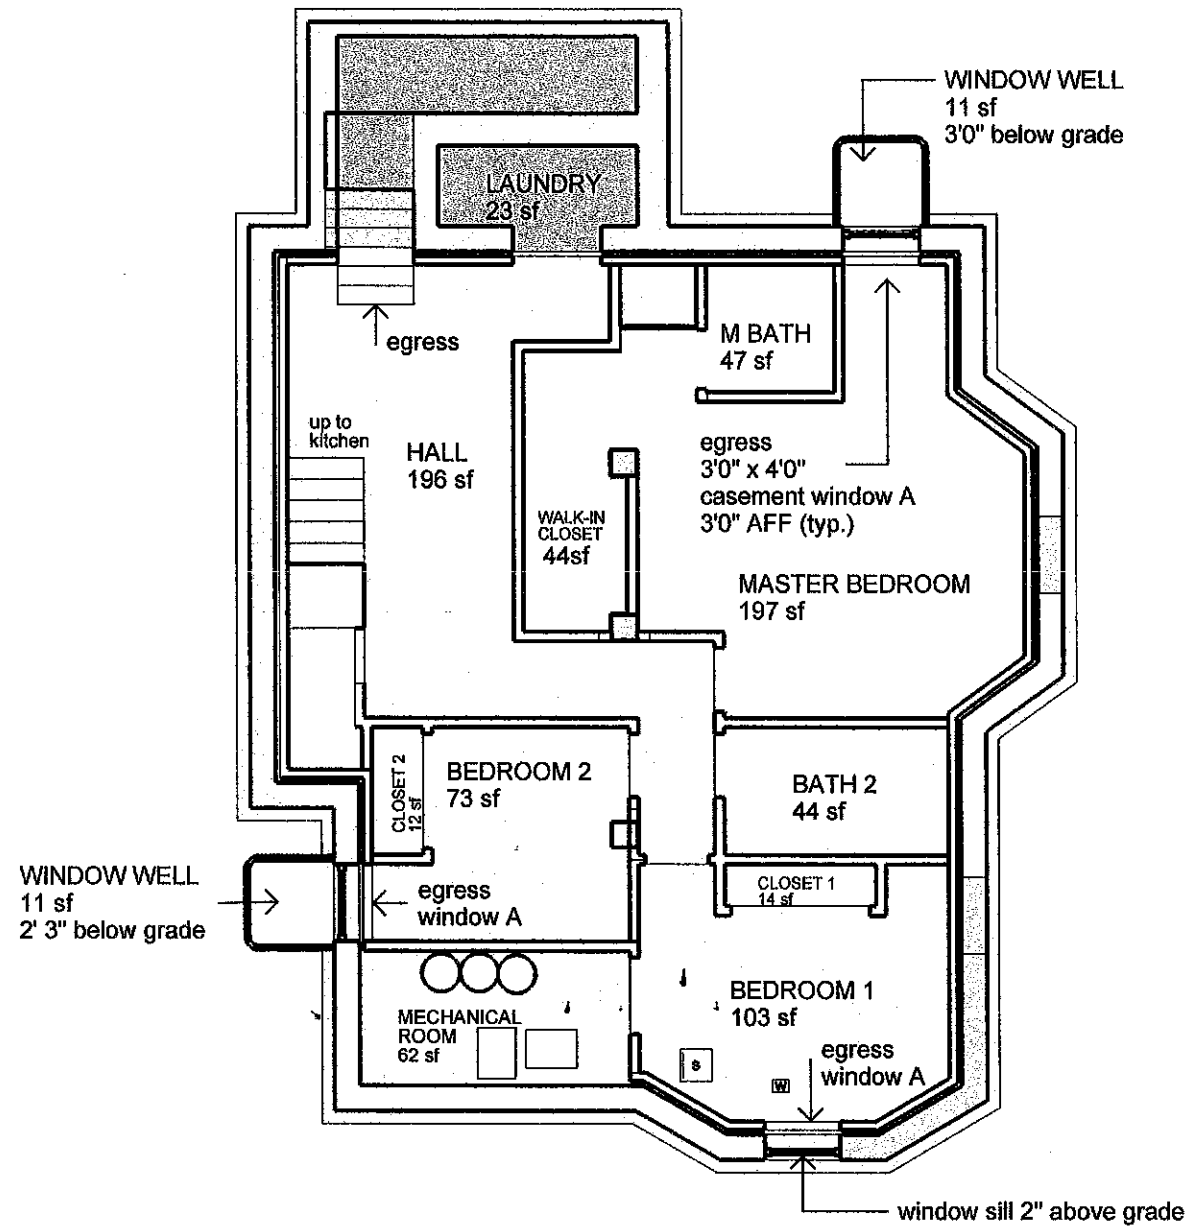 WINDOW WELL
11 sf
3'0" below grade
LAUNDRY
23 sf
egress
M BATH
47 sf
up to
kitchen
HALL
196 sf
egress
3'0" x 4'0"
casement window A
3'0" AFF (typ.)
WALK-IN
CLOSET
44sf
MASTER BEDROOM
197 sf
CLOSET 2
12 sf
BEDROOM 2
73 sf
BATH 2
44 sf
WINDOW WELL
11 sf
2' 3" below grade
egress
window A
CLOSET 1
14 sf
BEDROOM 1
103 sf
MECHANICAL
ROOM
62 sf
egress
window A
S
W
window sill 2" above grade